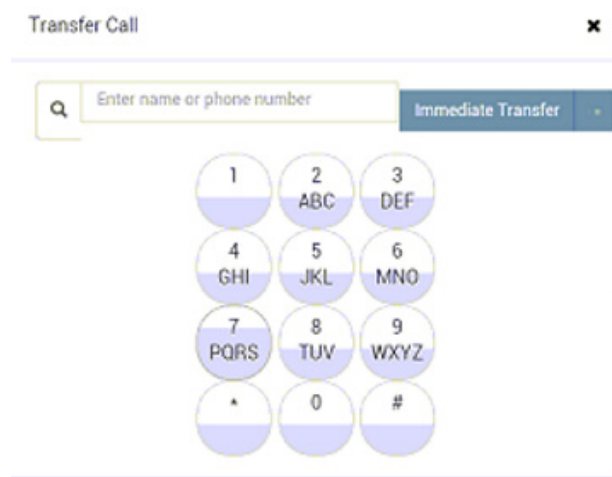 Transfer Call ×
Enter name or phone number Immediate Transfer
1 2 3
ABC DEF
4 5 6
GHI JKL MNO
7 8 9
PQRS TUV WXYZ
* 0 #